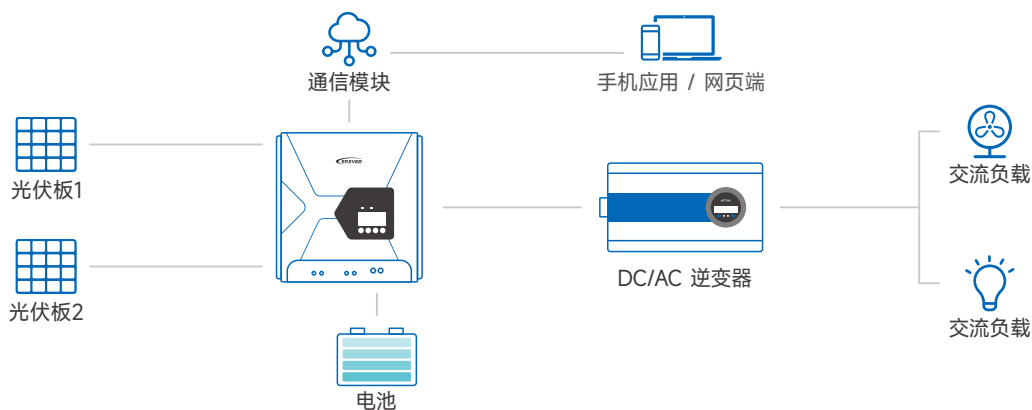 通信模块
手机应用 / 网页端
EPEVER
光伏板1
交流负载
光伏板2
DC/AC 逆变器
交流负载
电池